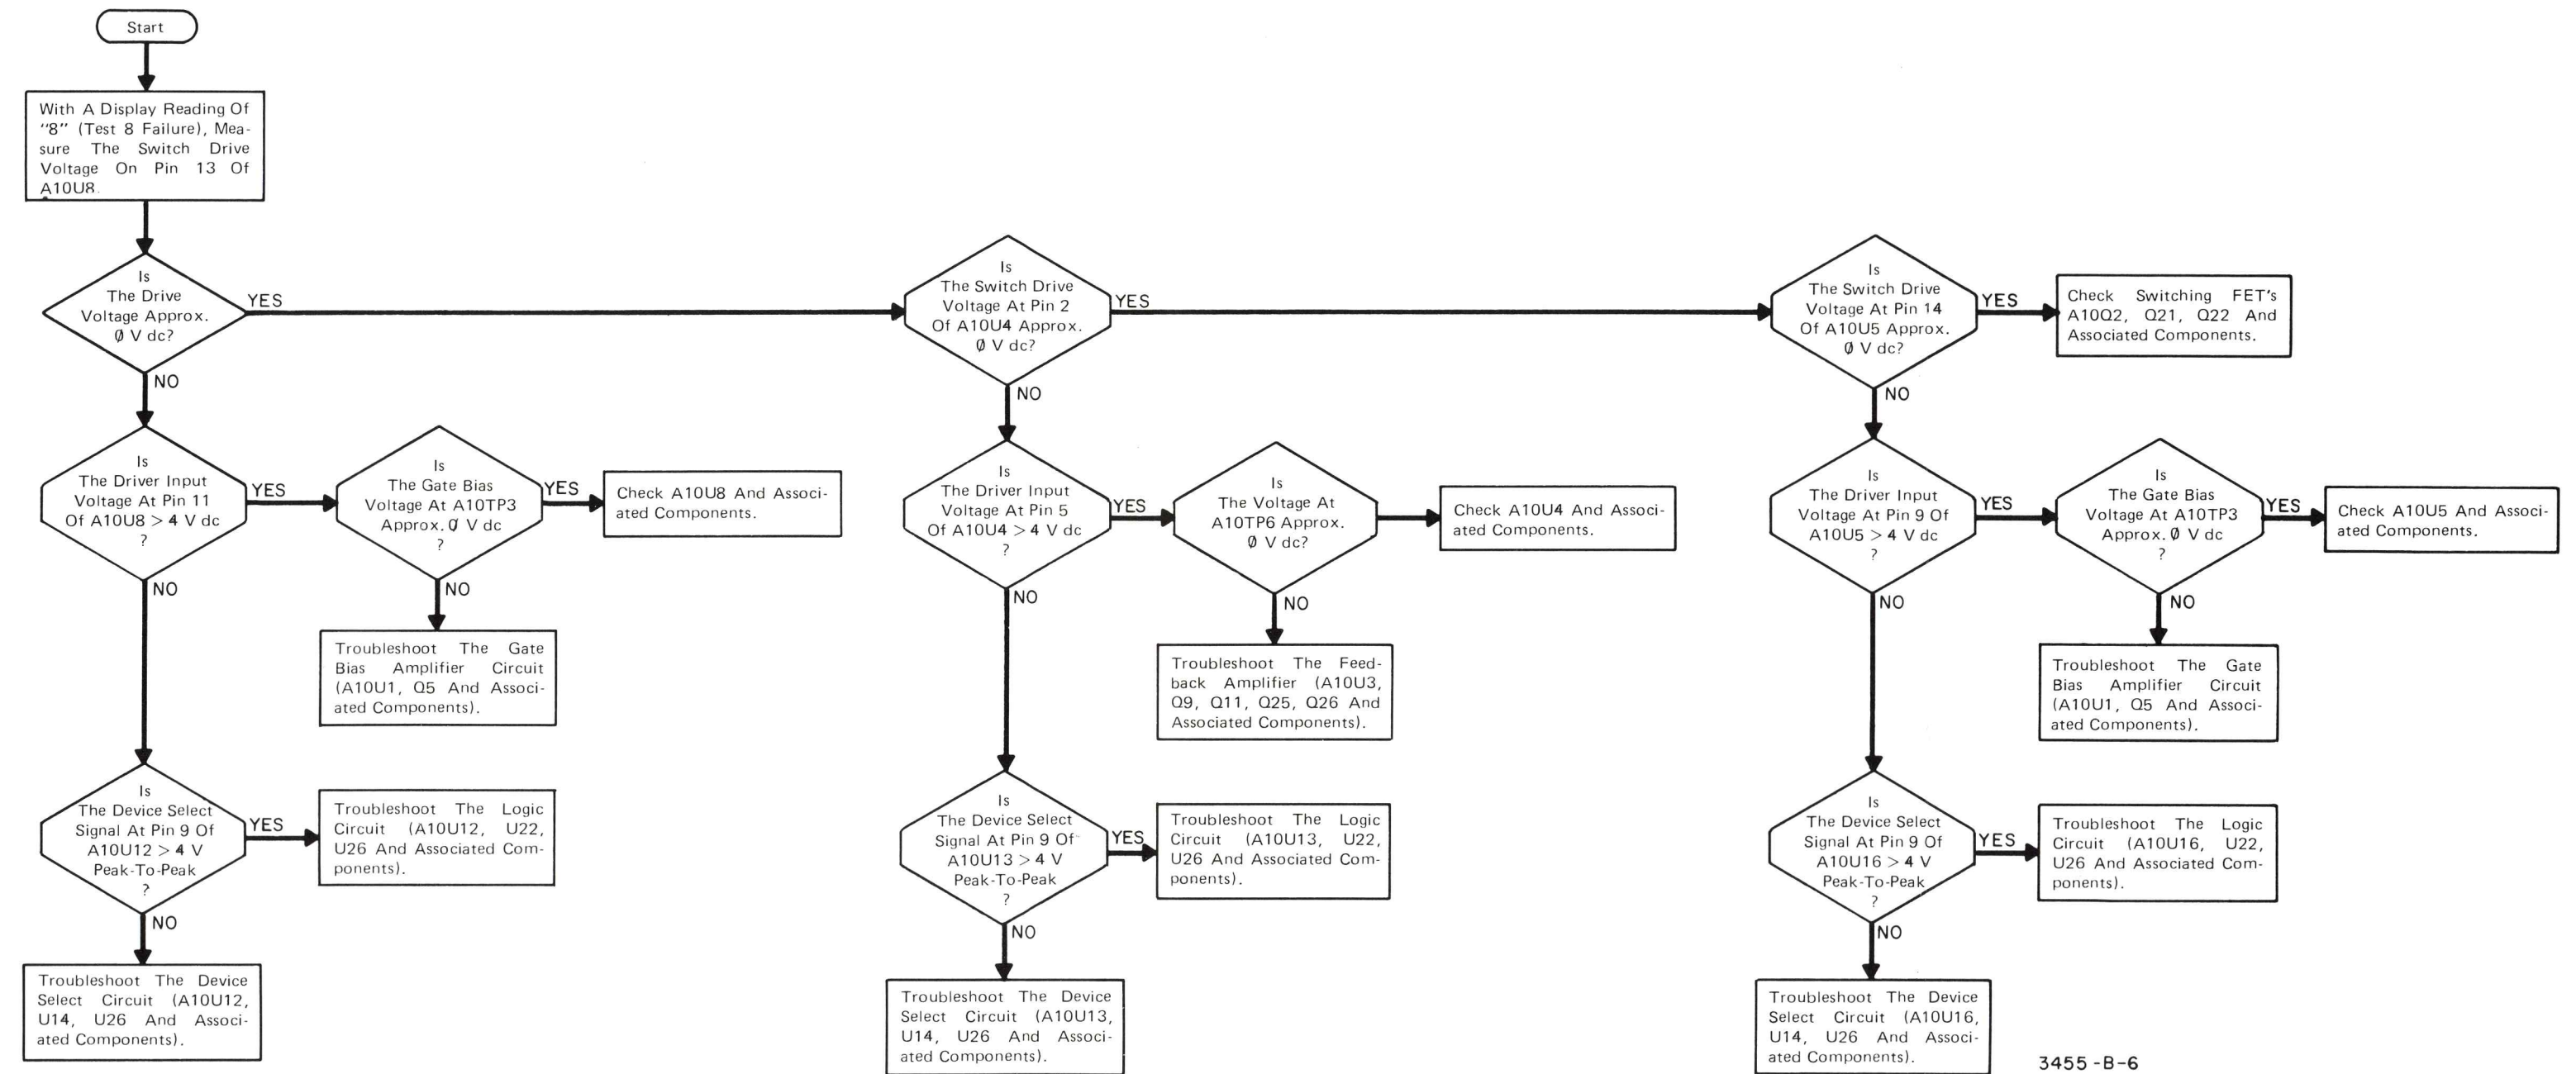 Start
With A Display Reading Of
"8" (Test 8 Failure), Mea-
sure The Switch Drive
Voltage On Pin 13 Of
A10U8.
Is
The Drive
Voltage Approx.
0̸ V dc?
YES
NO
Is
The Switch Drive
Voltage At Pin 2
Of A10U4 Approx.
0̸ V dc?
YES
NO
Is
The Switch Drive
Voltage At Pin 14
Of A10U5 Approx.
0̸ V dc?
YES
NO
Check Switching FET's
A10Q2, Q21, Q22 And
Associated Components.
Is
The Driver Input
Voltage At Pin 11
Of A10U8 > 4 V dc
?
YES
NO
Is
The Gate Bias
Voltage At A10TP3
Approx. 0̸ V dc
?
YES
NO
Check A10U8 And Associ-
ated Components.
Troubleshoot The Gate
Bias Amplifier Circuit
(A10U1, Q5 And Associ-
ated Components).
Is
The Driver Input
Voltage At Pin 5
Of A10U4 > 4 V dc
?
YES
NO
Is
The Voltage At
A10TP6 Approx.
0̸ V dc?
NO
Check A10U4 And Associ-
ated Components.
Troubleshoot The Feed-
back Amplifier (A10U3,
Q9, Q11, Q25, Q26 And
Associated Components).
Is
The Driver Input
Voltage At Pin 9 Of
A10U5 > 4 V dc
?
YES
NO
Is
The Gate Bias
Voltage At A10TP3
Approx. 0̸ V dc
?
YES
NO
Check A10U5 And Associ-
ated Components.
Troubleshoot The Gate
Bias Amplifier Circuit
(A10U1, Q5 And Associ-
ated Components).
Is
The Device Select
Signal At Pin 9 Of
A10U12 > 4 V
Peak-To-Peak
?
YES
NO
Troubleshoot The Logic
Circuit (A10U12, U22,
U26 And Associated Com-
ponents).
Troubleshoot The Device
Select Circuit (A10U12,
U14, U26 And Associ-
ated Components).
Is
The Device Select
Signal At Pin 9 Of
A10U13 > 4 V
Peak-To-Peak
?
YES
NO
Troubleshoot The Logic
Circuit (A10U13, U22,
U26 And Associated Com-
ponents).
Troubleshoot The Device
Select Circuit (A10U13,
U14, U26 And Associ-
ated Components).
Is
The Device Select
Signal At Pin 9 Of
A10U16 > 4 V
Peak-To-Peak
?
YES
NO
Troubleshoot The Logic
Circuit (A10U16, U22,
U26 And Associated Com-
ponents).
Troubleshoot The Device
Select Circuit (A10U16,
U14, U26 And Associ-
ated Components).
3455-B-6